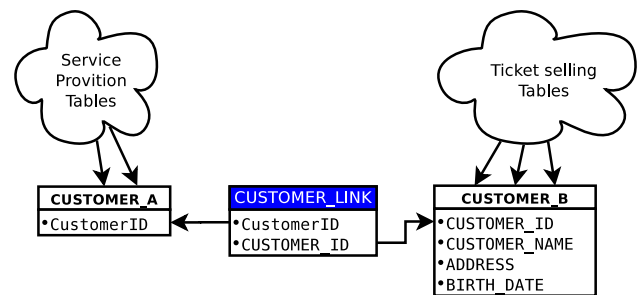 Service
Provition
Tables
Ticket selling
Tables
CUSTOMER_A
•CustomerID
CUSTOMER_LINK
•CustomerID
•CUSTOMER_ID
CUSTOMER_B
•CUSTOMER_ID
•CUSTOMER_NAME
•ADDRESS
•BIRTH_DATE